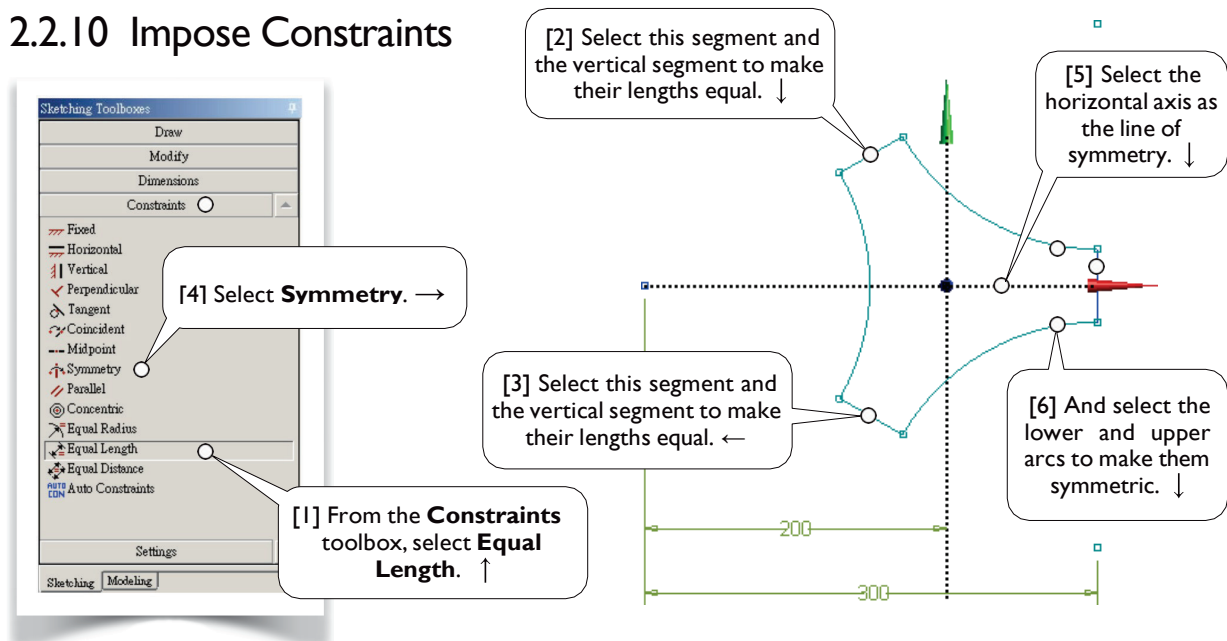 2.2.10 Impose Constraints
Sketching Toolboxes
Draw
Modify
Dimensions
Constraints
Fixed
Horizontal
Vertical
Perpendicular
Tangent
Coincident
Midpoint
Symmetry
Parallel
Concentric
Equal Radius
Equal Length
Equal Distance
AUTO CON Auto Constraints
Settings
Sketching Modeling
[1] From the Constraints
toolbox, select Equal
Length. ↑
[2] Select this segment and
the vertical segment to make
their lengths equal. ↓
[3] Select this segment and
the vertical segment to make
their lengths equal. ←
[4] Select Symmetry. →
[5] Select the
horizontal axis as
the line of
symmetry. ↓
[6] And select the
lower and upper
arcs to make them
symmetric. ↓
200
300